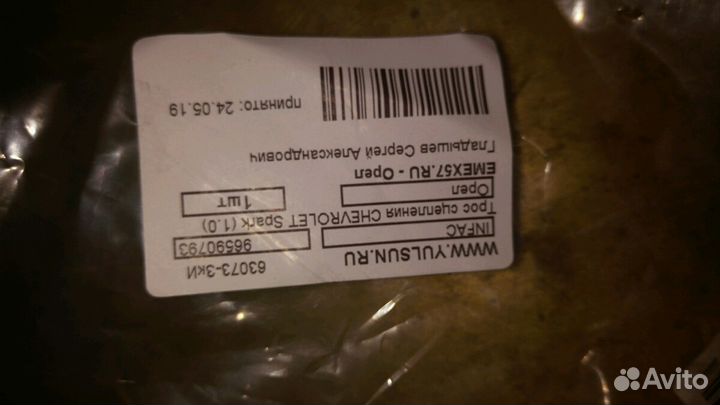 WWW.YULSUN.RU
63073-ЗкИ
INFAC
96590793
Трос сцепления CHEVROLET Spark (1.0)
Орел
1шт
EMEX57.RU - Орел
Гладышев Сергей Александрович
принято: 24.05.19
Avito